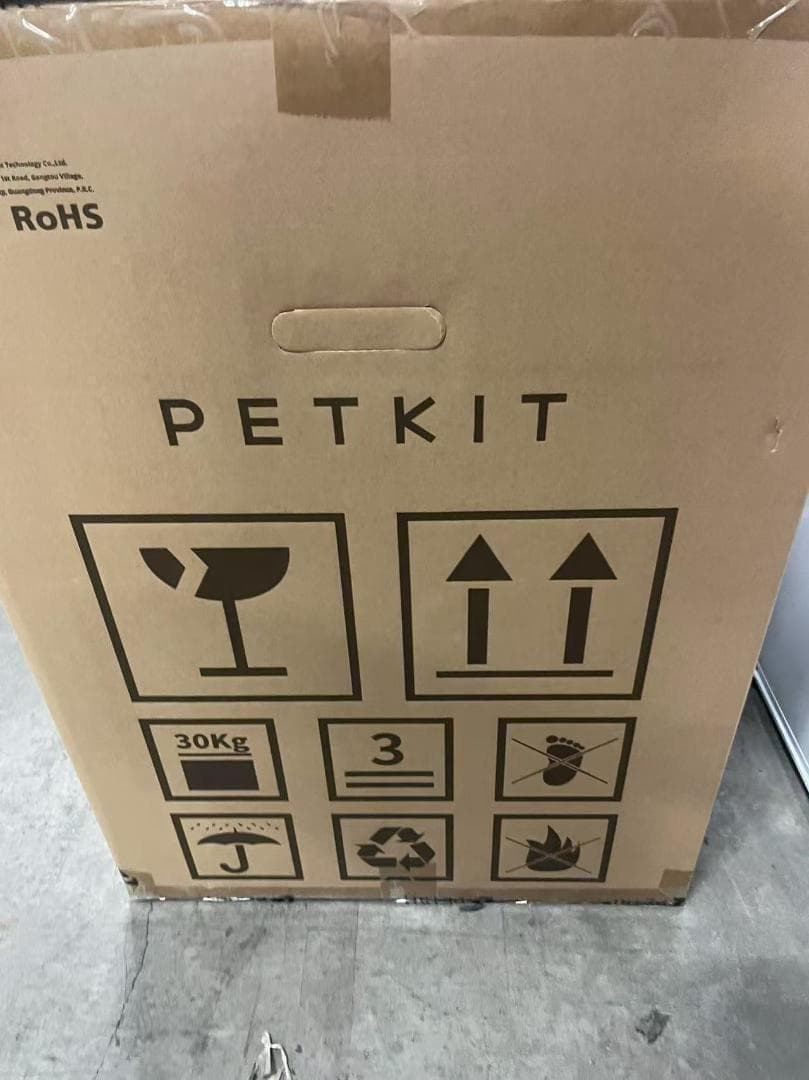 Technology Co.,Ltd.
1st Road, Gangtou Village,
Guangdong Province, P.R.C.
RoHS
PETKIT
30Kg
3